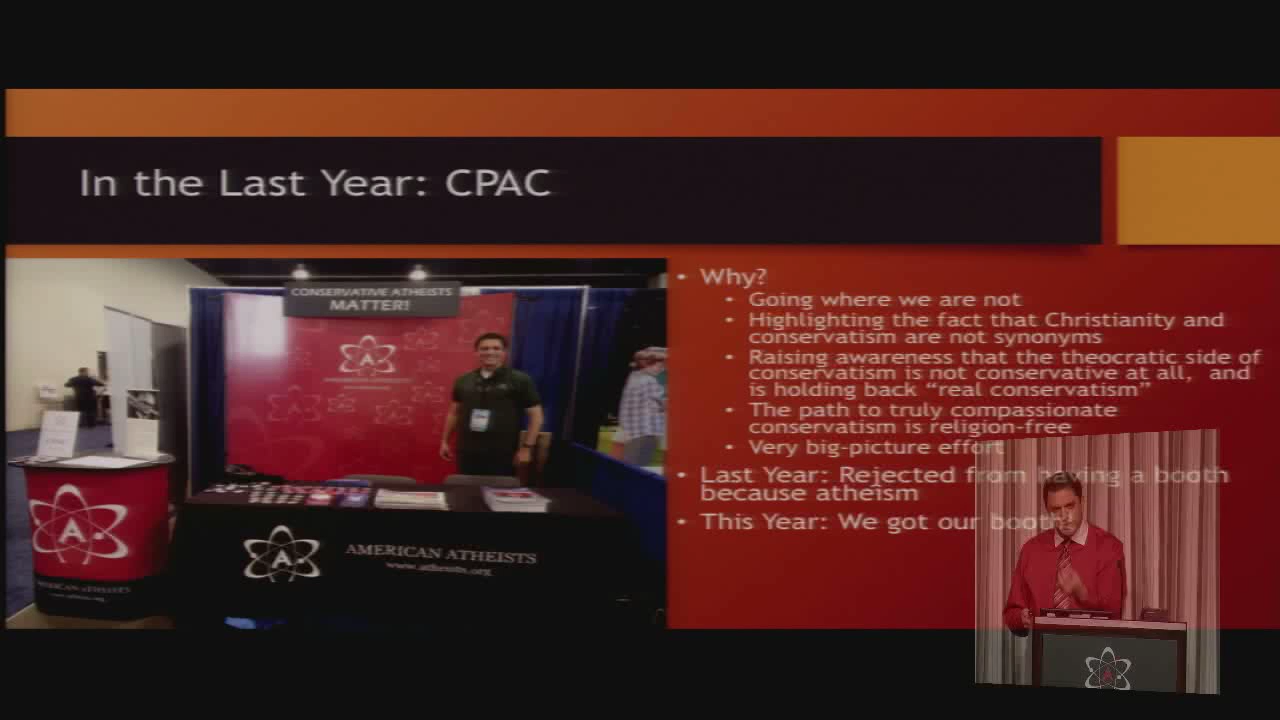 In the Last Year: CPAC
CONSERVATIVE ATHEISTS
MATTER!
A
AMERICAN ATHEISTS
www.atheists.org
A
AMERICAN ATHEISTS
A
• Why?
• Going where we are not
• Highlighting the fact that Christianity and
conservatism are not synonyms
• Raising awareness that the theocratic side of
conservatism is not conservative at all, and
is holding back “real conservatism”
• The path to truly compassionate
conservatism is religion-free
• Very big-picture effort
• Last Year: Rejected from having a booth
because atheism
• This Year: We got our booth
A